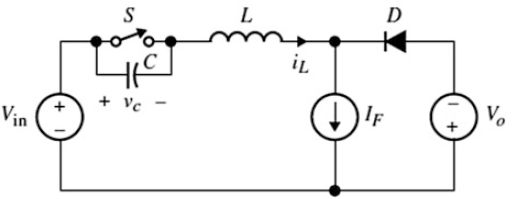 S L D
C i_L
V_in + − + v_c − I_F − + V_o